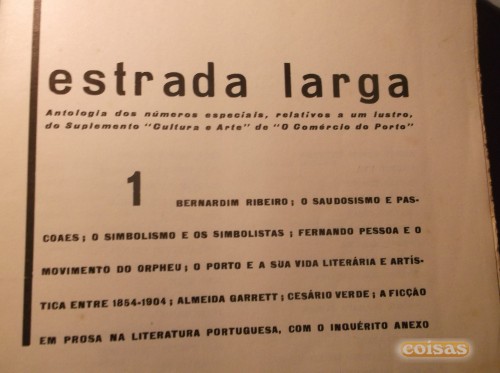 estrada larga
Antologia dos números especiais, relativos a um lustro,
do Suplemento "Cultura e Arte" de "O Comércio do Porto"
1 BERNARDIM RIBEIRO; O SAUDOSISMO E PAS-
COAES; O SIMBOLISMO E OS SIMBOLISTAS; FERNANDO PESSOA E O
MOVIMENTO DO ORPHEU; O PORTO E A SUA VIDA LITERÁRIA E ARTÍS-
TICA ENTRE 1854-1904; ALMEIDA GARRETT; CESÁRIO VERDE; A FICÇÃO
EM PROSA NA LITERATURA PORTUGUESA, COM O INQUÉRITO ANEXO
coisas